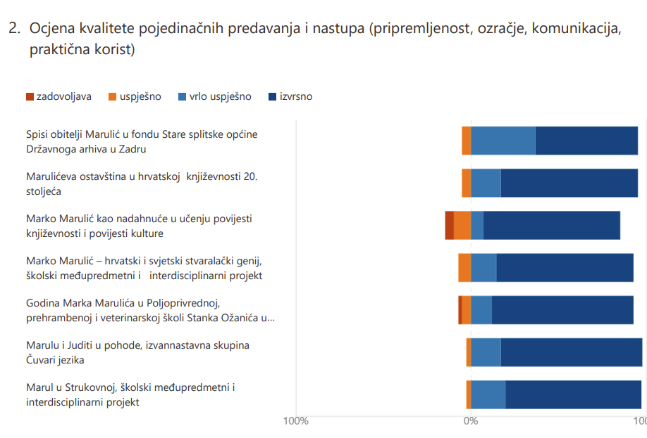 2. Ocjena kvalitete pojedinačnih predavanja i nastupa (pripremljenost, ozračje, komunikacija,
praktična korist)
zadovoljava uspješno vrlo uspješno izvrsno
Spisi obitelji Marulić u fondu Stare splitske općine
Državnoga arhiva u Zadru
Marulićeva ostavština u hrvatskoj književnosti 20.
stoljeća
Marko Marulić kao nadahnuće u učenju povijesti
književnosti i povijesti kulture
Marko Marulić – hrvatski i svjetski stvaralački genij,
školski međupredmetni i interdisciplinarni projekt
Godina Marka Marulića u Poljoprivrednoj,
prehrambenoj i veterinarskoj školi Stanka Ožanića u...
Marulu i Juditi u pohode, izvannastavna skupina
Čuvari jezika
Marul u Strukovnoj, školski međupredmetni i
interdisciplinarni projekt
100% 0%